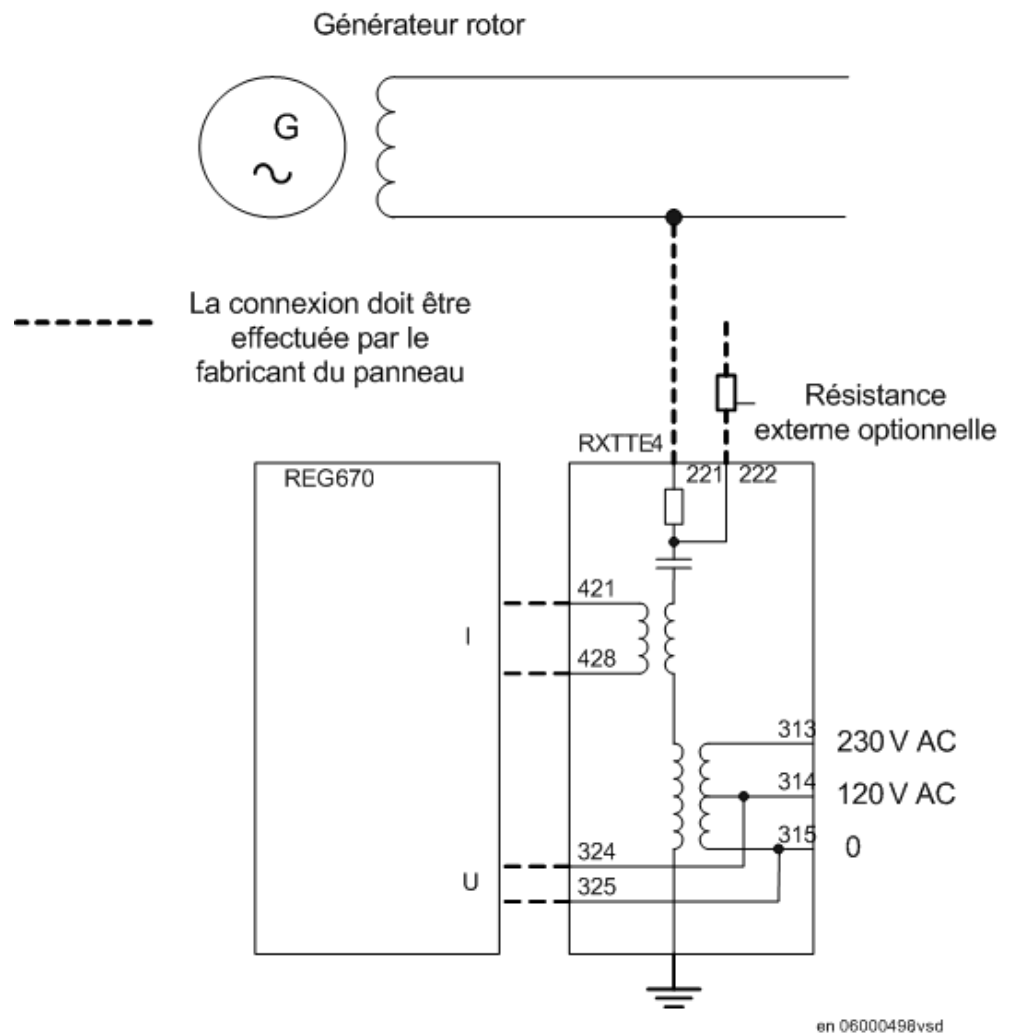 Générateur rotor
G
La connexion doit être
effectuée par le
fabricant du panneau
Résistance
externe optionnelle
RXTTE4
REG670
221
222
421
I
428
313
230 V AC
314
120 V AC
315
0
324
U
325
en 06000498vsd